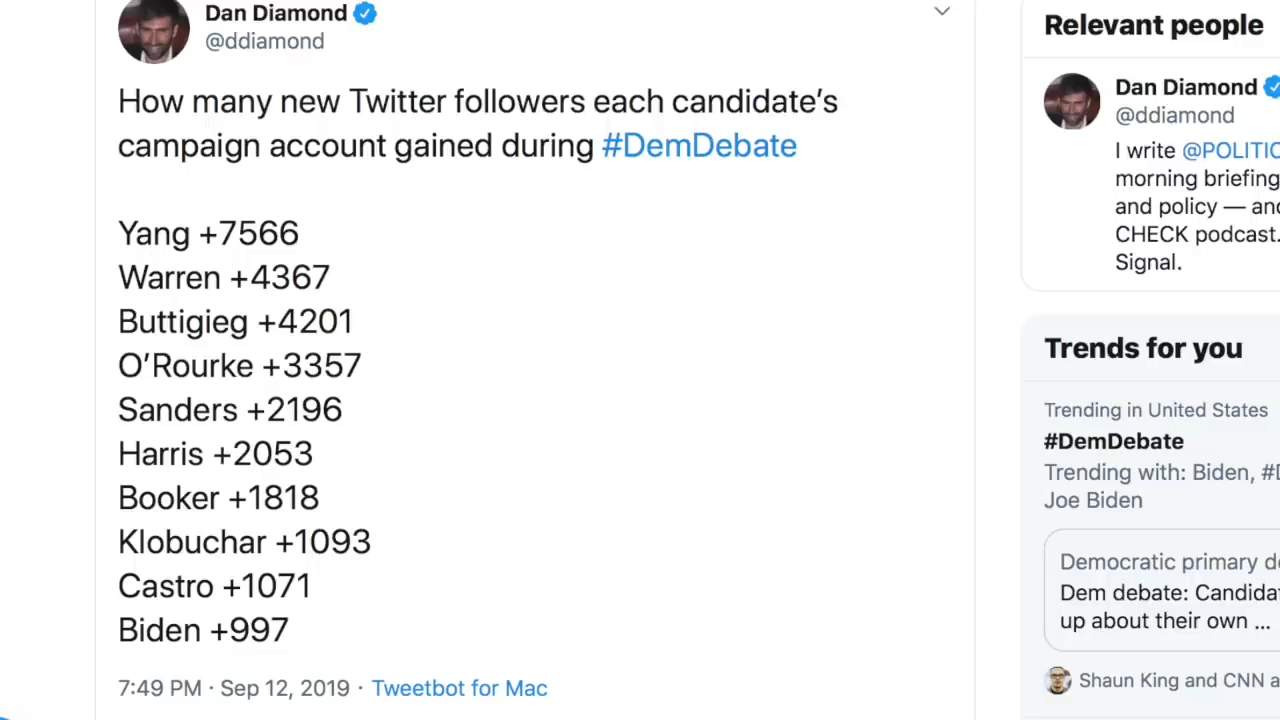 Dan Diamond
@ddiamond
How many new Twitter followers each candidate's
campaign account gained during #DemDebate
Yang +7566
Warren +4367
Buttigieg +4201
O'Rourke +3357
Sanders +2196
Harris +2053
Booker +1818
Klobuchar +1093
Castro +1071
Biden +997
7:49 PM · Sep 12, 2019 · Tweetbot for Mac
Relevant people
Dan Diamond
@ddiamond
I write @POLITIC
morning briefing
and policy — and
CHECK podcast.
Signal.
Trends for you
Trending in United States
#DemDebate
Trending with: Biden, #D
Joe Biden
Democratic primary de
Dem debate: Candidat
up about their own ...
Shaun King and CNN a